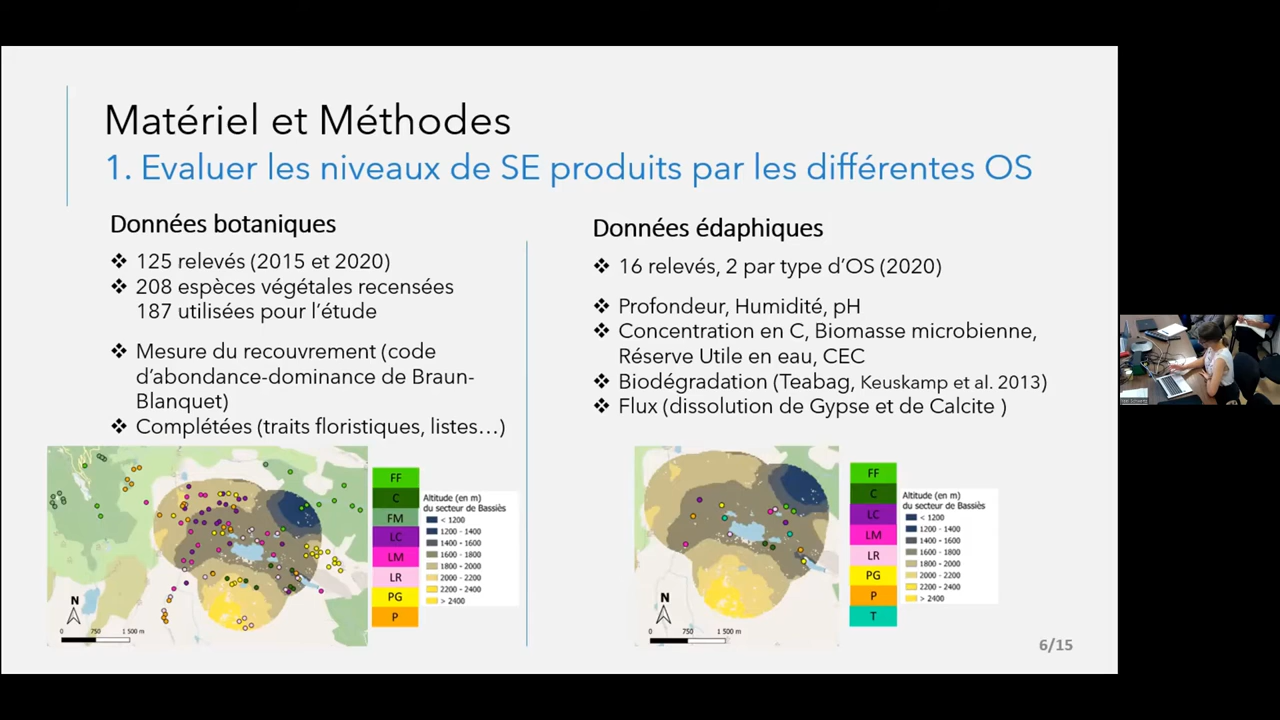 Matériel et Méthodes
1. Evaluer les niveaux de SE produits par les différentes OS
Données botaniques
❖ 125 relevés (2015 et 2020)
❖ 208 espèces végétales recensées
187 utilisées pour l'étude
❖ Mesure du recouvrement (code
d'abondance-dominance de Braun-
Blanquet)
❖ Complétées (traits floristiques, listes…)
N
0 750 1 500 m
FF
C
FM
LC
LM
LR
PG
P
Altitude (en m)
du secteur de Bassiès
< 1200
1200 - 1400
1400 - 1600
1600 - 1800
1800 - 2000
2000 - 2200
2200 - 2400
> 2400
Données édaphiques
❖ 16 relevés, 2 par type d'OS (2020)
❖ Profondeur, Humidité, pH
❖ Concentration en C, Biomasse microbienne,
Réserve Utile en eau, CEC
❖ Biodégradation (Teabag, Keuskamp et al. 2013)
❖ Flux (dissolution de Gypse et de Calcite )
N
0 750 1 500 m
FF
C
LC
LM
LR
PG
P
T
Altitude (en m)
du secteur de Bassiès
< 1200
1200 - 1400
1400 - 1600
1600 - 1800
1800 - 2000
2000 - 2200
2200 - 2400
> 2400
6/15